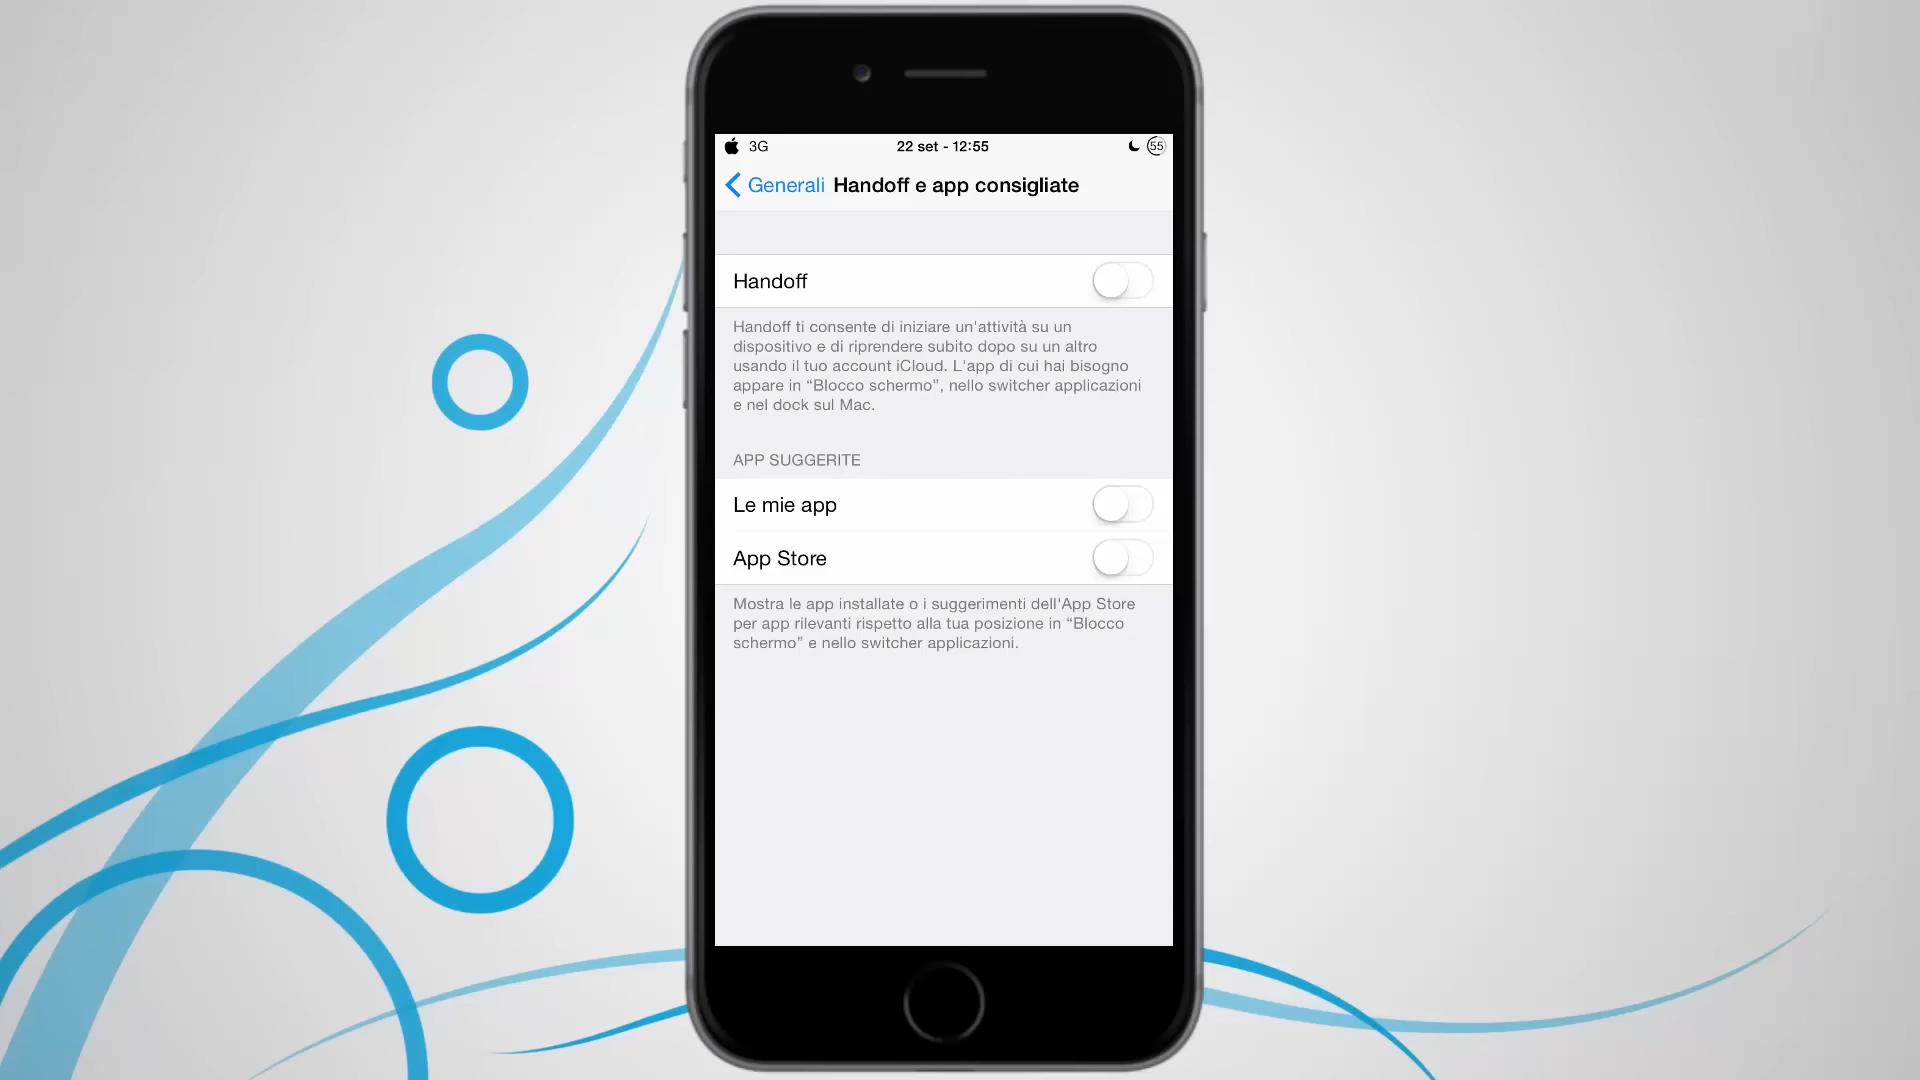 3G 22 set - 12:55 55
Generali Handoff e app consigliate
Handoff
Handoff ti consente di iniziare un'attività su un
dispositivo e di riprendere subito dopo su un altro
usando il tuo account iCloud. L'app di cui hai bisogno
appare in “Blocco schermo”, nello switcher applicazioni
e nel dock sul Mac.
APP SUGGERITE
Le mie app
App Store
Mostra le app installate o i suggerimenti dell'App Store
per app rilevanti rispetto alla tua posizione in “Blocco
schermo” e nello switcher applicazioni.